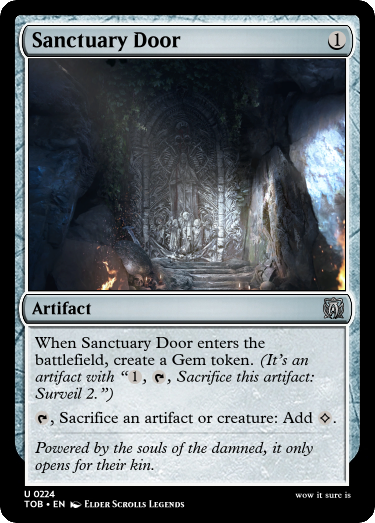 Sanctuary Door 1
Artifact
When Sanctuary Door enters the
battlefield, create a Gem token. (It's an
artifact with “1, , Sacrifice this artifact:
Surveil 2.”)
, Sacrifice an artifact or creature: Add .
Powered by the souls of the damned, it only
opens for their kin.
U 0224
TOB • EN Elder Scrolls Legends
wow it sure is